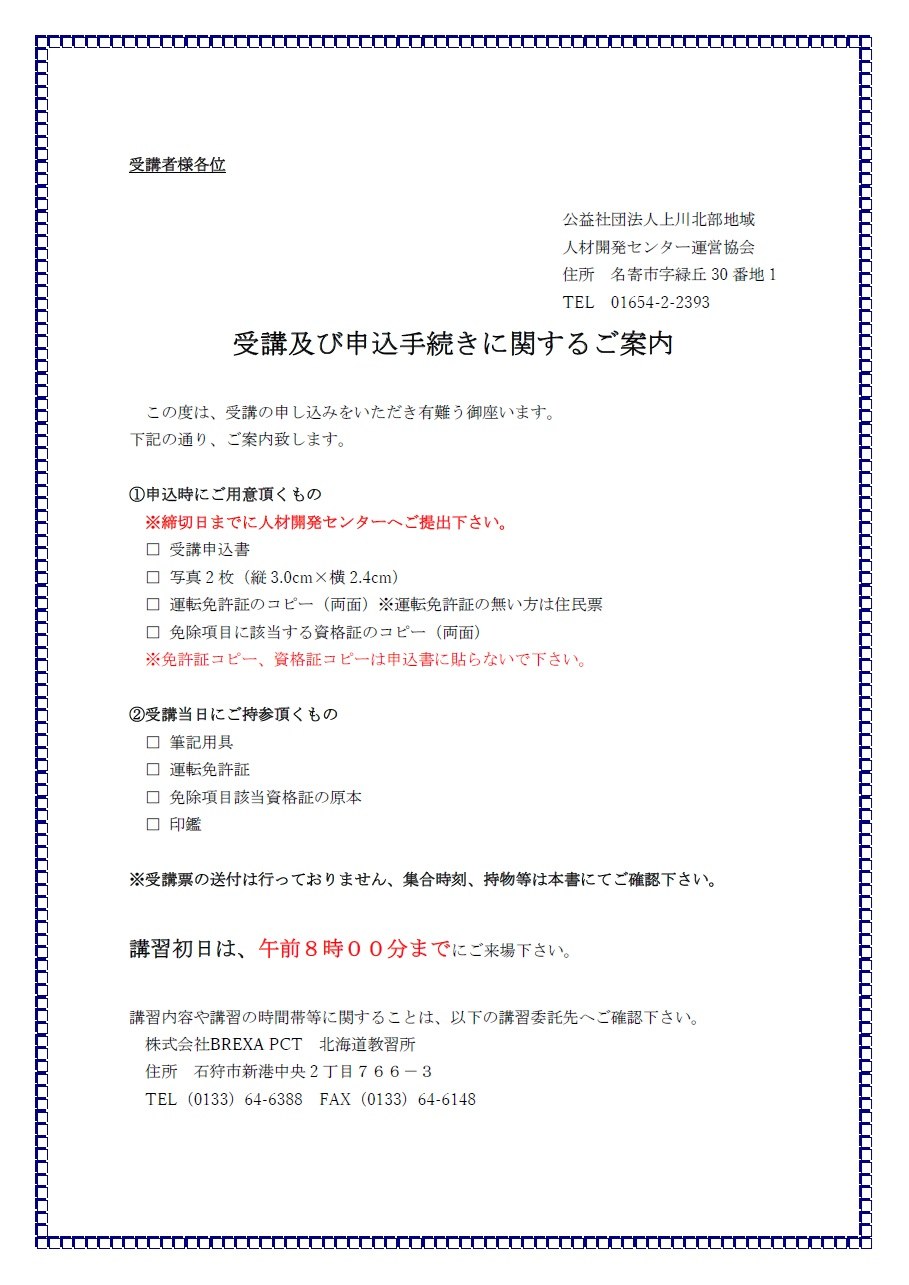 受講者様各位
公益社団法人上川北部地域
人材開発センター運営協会
住所　名寄市字緑丘 30 番地 1
TEL　01654-2-2393
受講及び申込手続きに関するご案内
この度は、受講の申し込みをいただき有難う御座います。
下記の通り、ご案内致します。
①申込時にご用意頂くもの
※締切日までに人材開発センターへご提出下さい。
□ 受講申込書
□ 写真 2 枚（縦 3.0cm×横 2.4cm）
□ 運転免許証のコピー（両面）※運転免許証の無い方は住民票
□ 免除項目に該当する資格証のコピー（両面）
※免許証コピー、資格証コピーは申込書に貼らないで下さい。
②受講当日にご持参頂くもの
□ 筆記用具
□ 運転免許証
□ 免除項目該当資格証の原本
□ 印鑑
※受講票の送付は行っておりません、集合時刻、持物等は本書にてご確認下さい。
講習初日は、午前８時００分までにご来場下さい。
講習内容や講習の時間帯等に関することは、以下の講習委託先へご確認下さい。
株式会社BREXA PCT　北海道教習所
住所　石狩市新港中央２丁目７６６－３
TEL（0133）64-6388　FAX（0133）64-6148